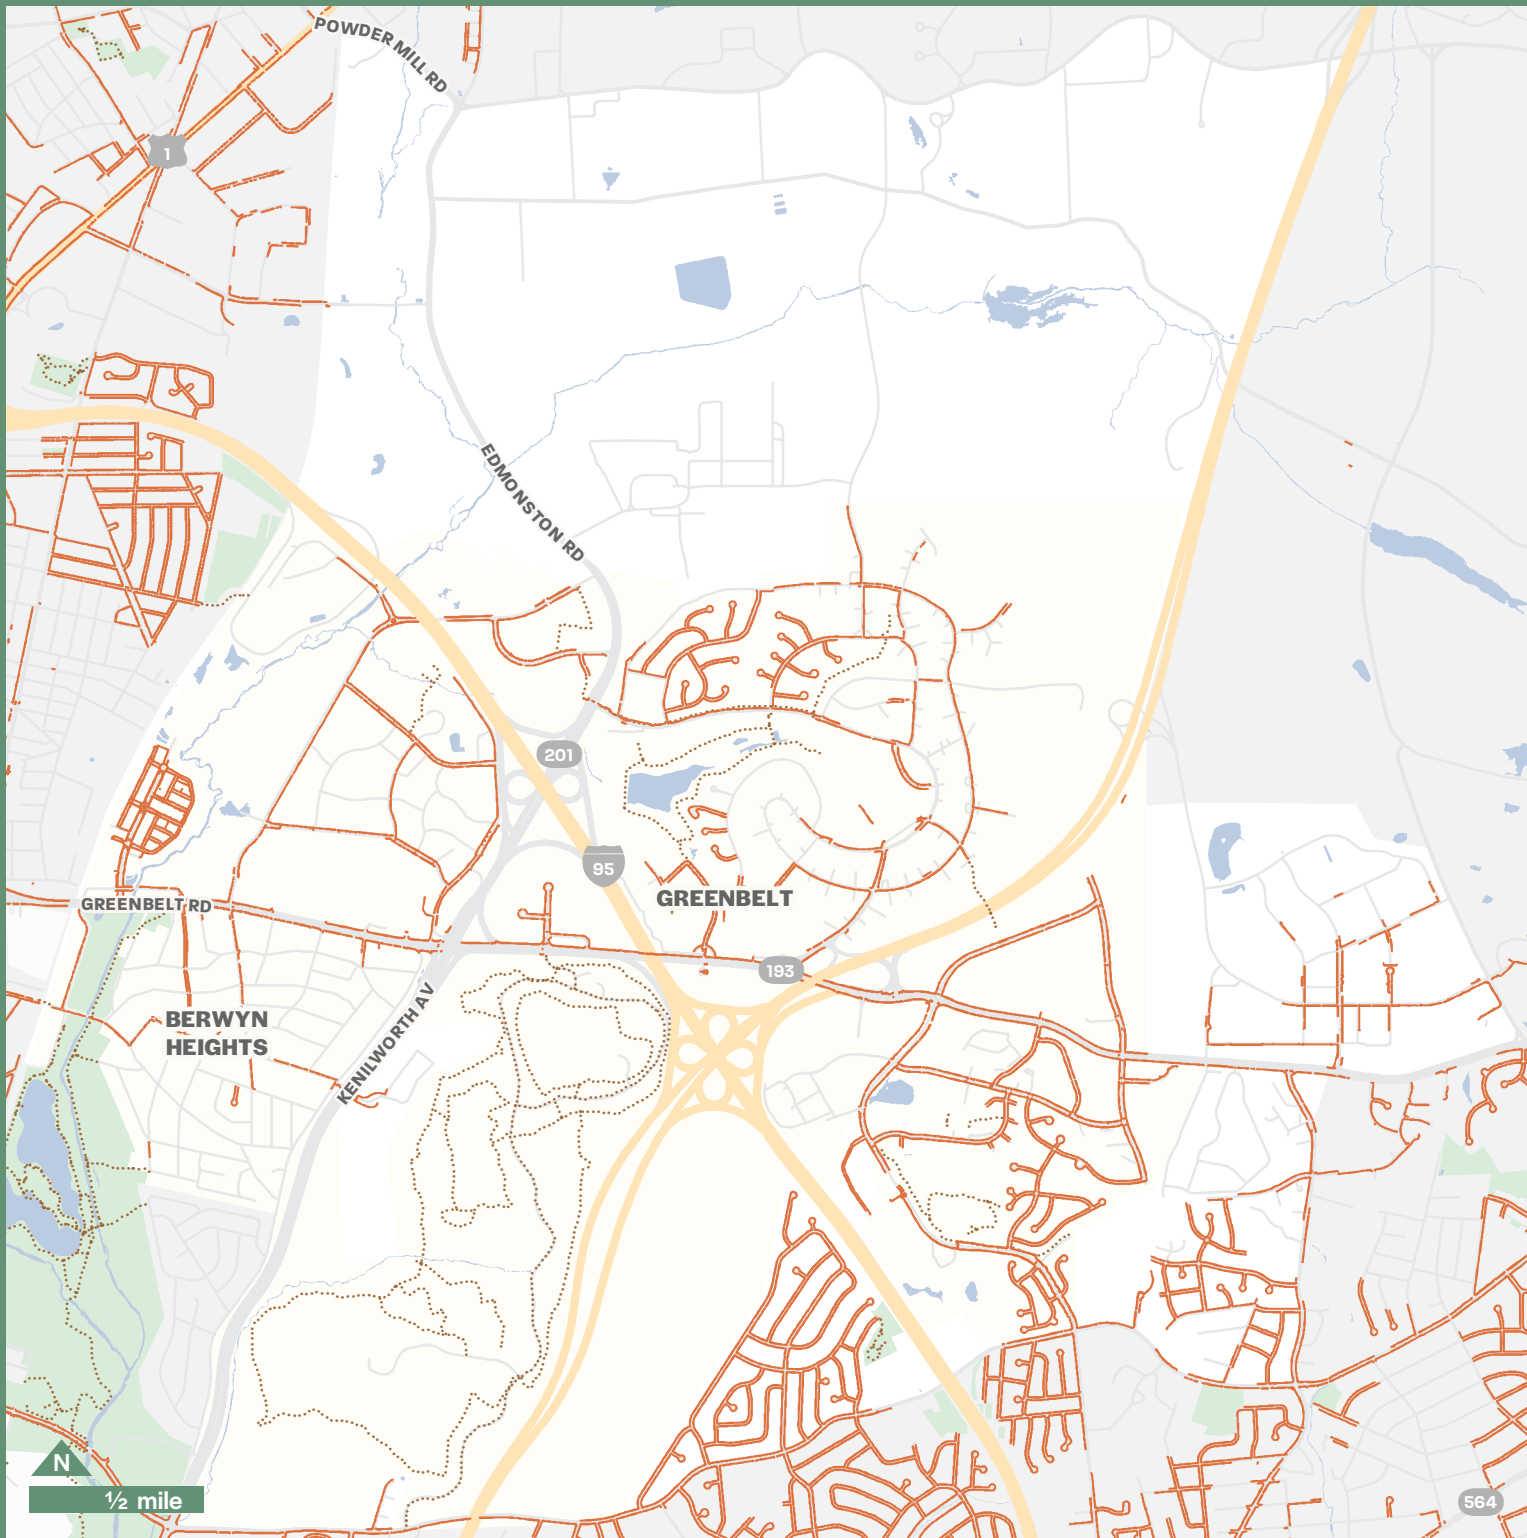 POWDER MILL RD
1
EDMONSTON RD
201
95
GREENBELT
GREENBELT RD
193
BERWYN
HEIGHTS
KENILWORTH AV
N
½ mile
564